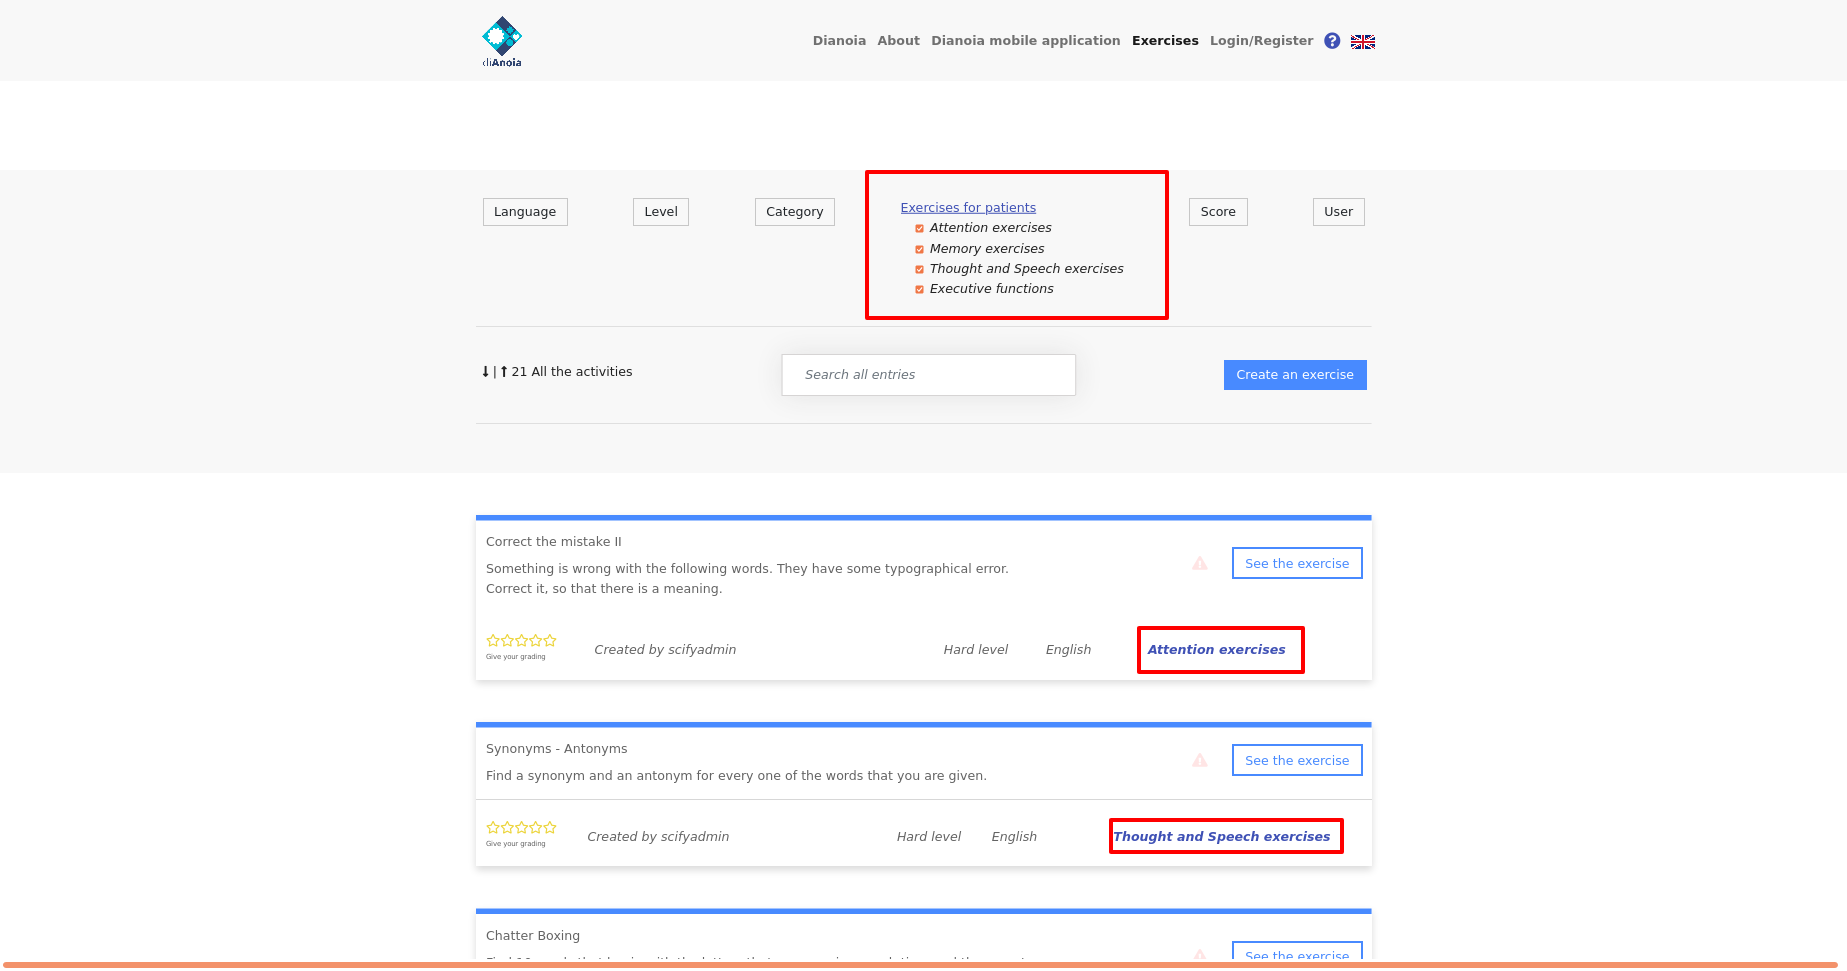 diAnoia
Dianoia About Dianoia mobile application Exercises Login/Register ?
Language Level Category Score User
Exercises for patients
Attention exercises
Memory exercises
Thought and Speech exercises
Executive functions
| 21 All the activities
Search all entries
Create an exercise
Correct the mistake II
Something is wrong with the following words. They have some typographical error.
Correct it, so that there is a meaning.
See the exercise
Give your grading
Created by scifyadmin Hard level English Attention exercises
Synonyms - Antonyms
Find a synonym and an antonym for every one of the words that you are given.
See the exercise
Give your grading
Created by scifyadmin Hard level English Thought and Speech exercises
Chatter Boxing
See the exercise